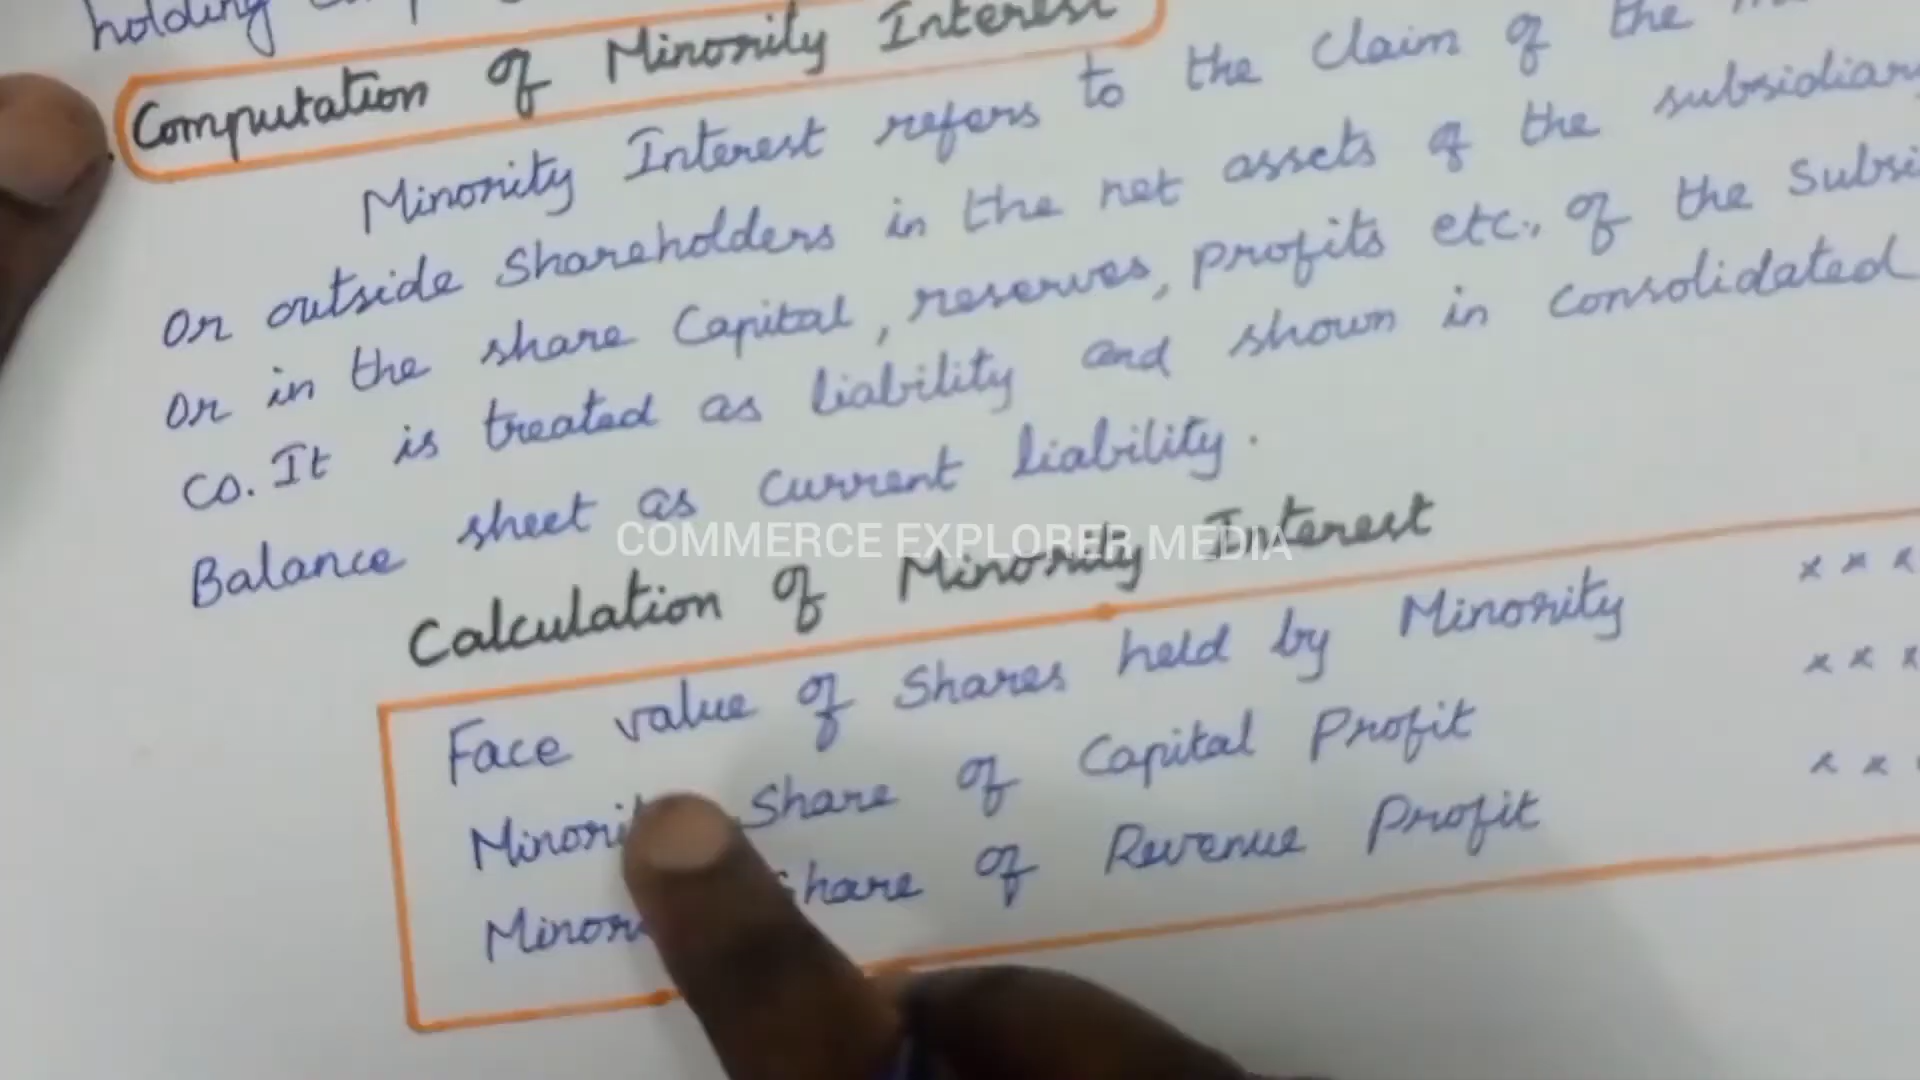 holding
Computation of Minority Interest
Minority Interest refers to the claim of the
or outside shareholders in the net assets of the subsidiary
or in the share capital, reserves, profits etc., of the Subsi
Co. It is treated as liability and shown in consolidated
Balance sheet as current liability.
COMMERCE EXPLORER MEDIA
Calculation of Minority Interest
Face value of Shares held by Minority x x x
Minori Share of Capital Profit x x x
Minori share of Revenue Profit x x